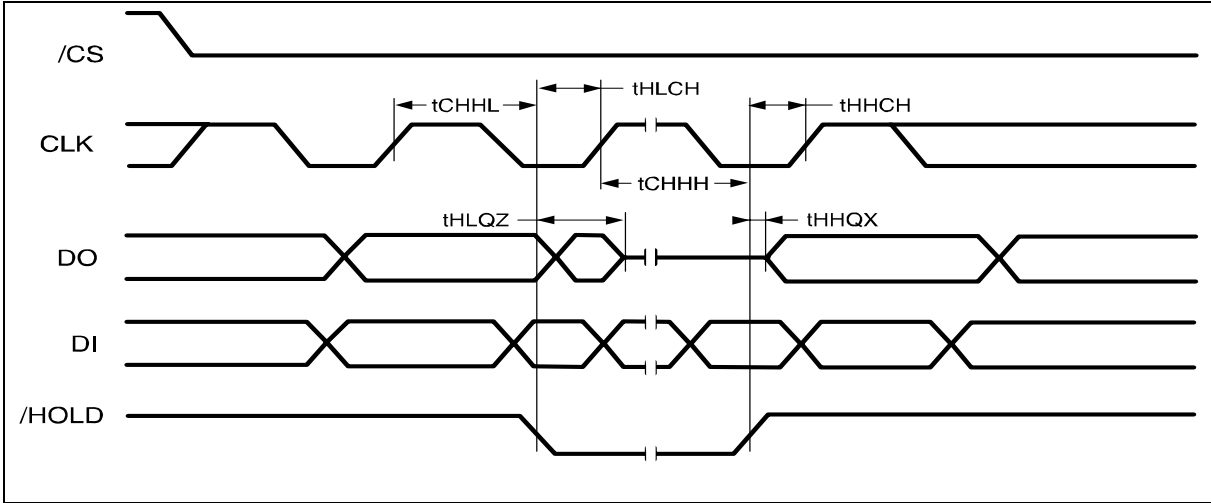 /CS
tHLCH
tCHHL
tHHCH
CLK
tCHHH
tHLQZ
tHHQX
DO
DI
/HOLD